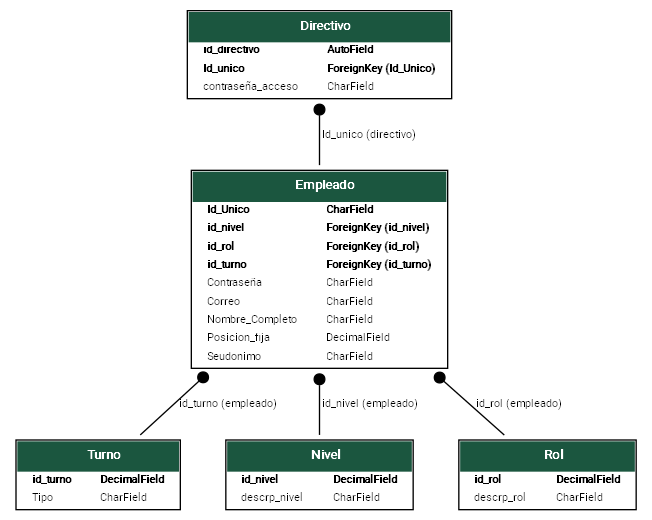 Directivo
id_directivo AutoField
Id_unico ForeignKey (Id_Unico)
contraseña_acceso CharField
Id_unico (directivo)
Empleado
Id_Unico CharField
id_nivel ForeignKey (id_nivel)
id_rol ForeignKey (id_rol)
id_turno ForeignKey (id_turno)
Contraseña CharField
Correo CharField
Nombre_Completo CharField
Posicion_fija DecimalField
Seudonimo CharField
id_turno (empleado) id_nivel (empleado) id_rol (empleado)
Turno
id_turno DecimalField
Tipo CharField
Nivel
id_nivel DecimalField
descrp_nivel CharField
Rol
id_rol DecimalField
descrp_rol CharField